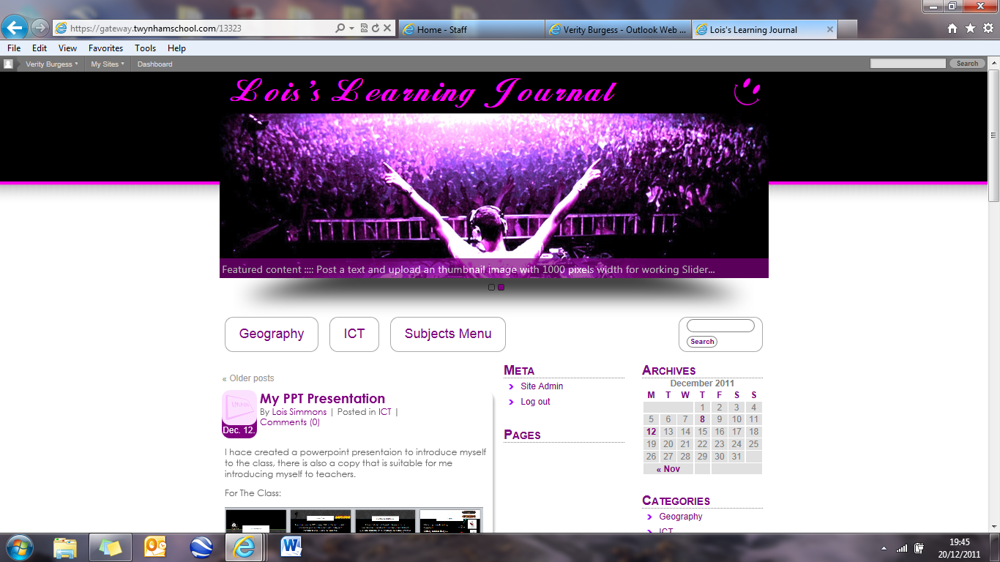 https://gateway.twynhamschool.com/13323
Home - Staff
Verity Burgess - Outlook Web ...
Lois's Learning Journal
File Edit View Favorites Tools Help
Verity Burgess My Sites Dashboard
Search
Lois's Learning Journal
Featured content :::: Post a text and upload an thumbnail image with 1000 pixels width for working Slider...
Geography
ICT
Subjects Menu
Search
« Older posts
My PPT Presentation
By Lois Simmons | Posted in ICT |
Comments (0)
Dec. 12.
I hace created a powerpoint presentaion to introduce myself
to the class, there is also a copy that is suitable for me
introducing myself to teachers.
For The Class:
META
Site Admin
Log out
PAGES
ARCHIVES
December 2011
M T W T F S S
1 2 3 4
5 6 7 8 9 10 11
12 13 14 15 16 17 18
19 20 21 22 23 24 25
26 27 28 29 30 31
« Nov
CATEGORIES
Geography
ICT
19:45
20/12/2011